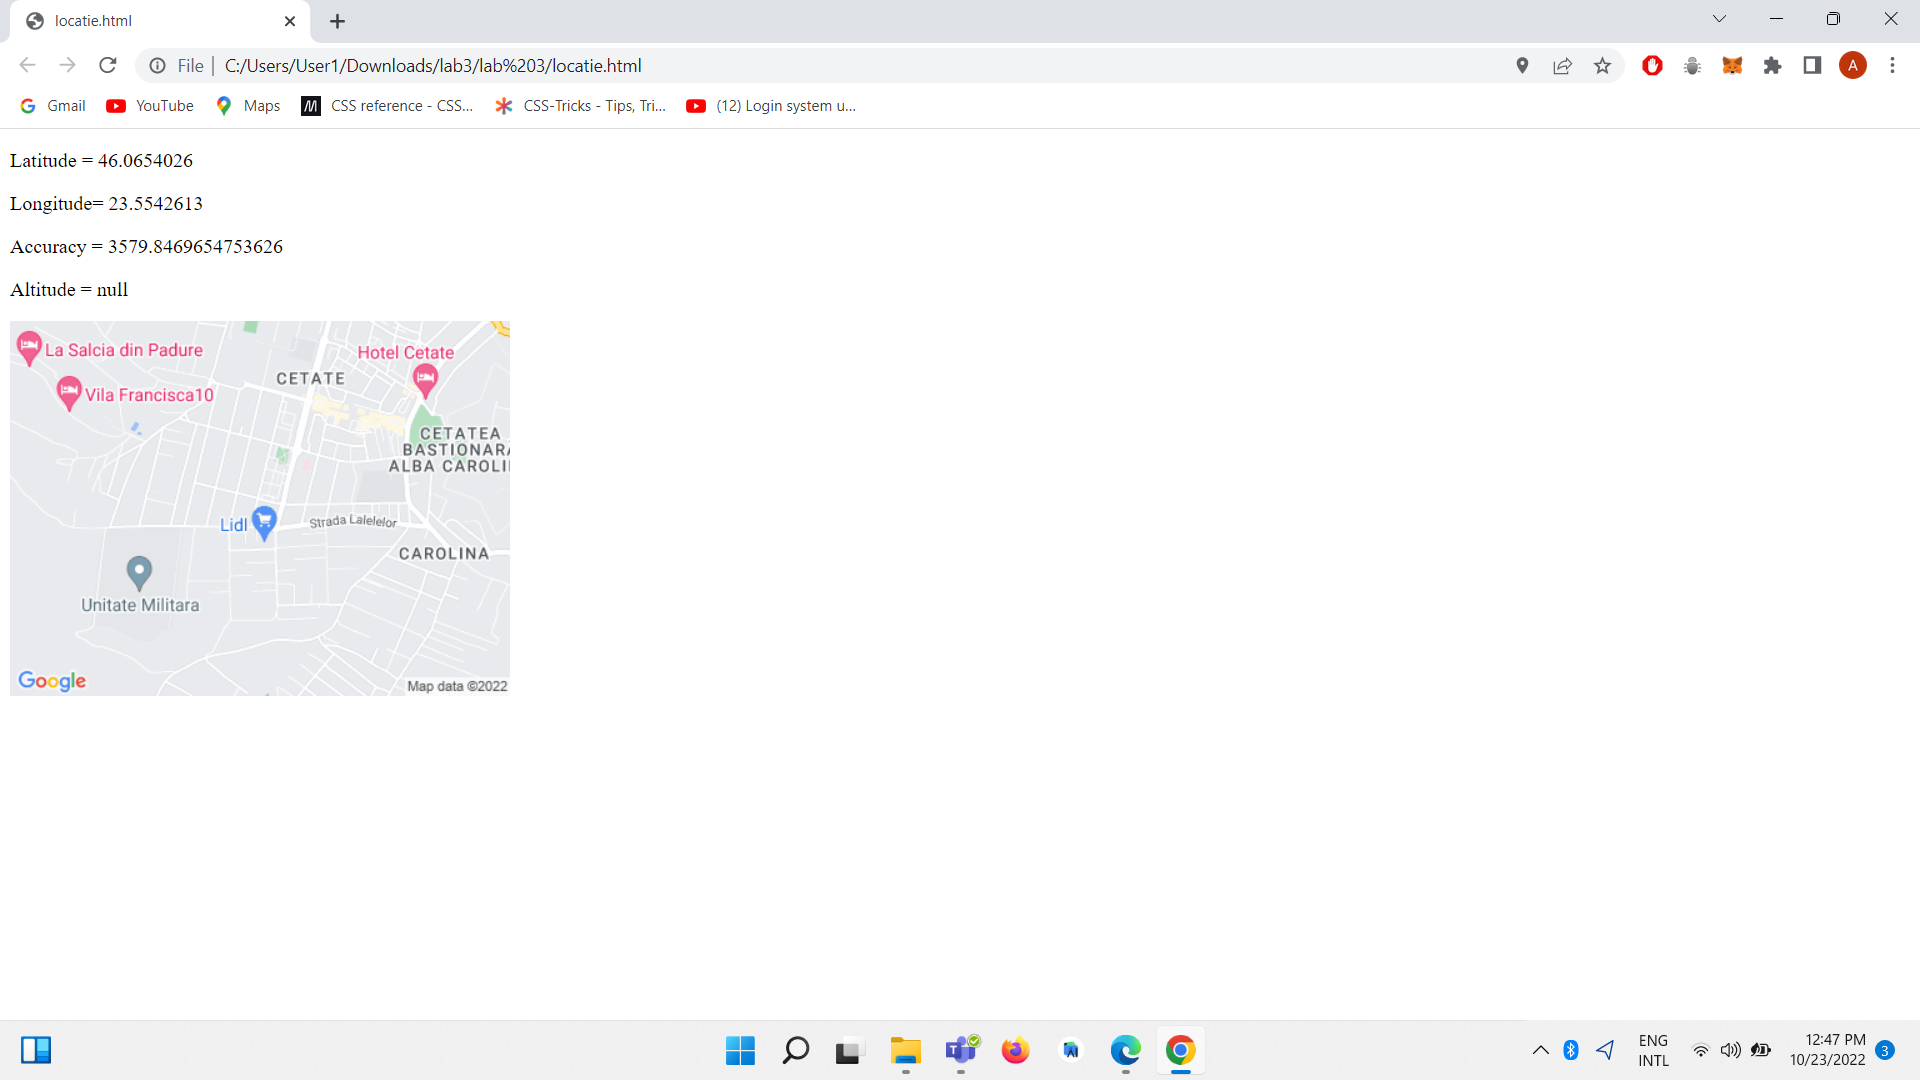 locatie.html
File | C:/Users/User1/Downloads/lab3/lab%203/locatie.html
A
Gmail YouTube Maps CSS reference - CSS... CSS-Tricks - Tips, Tri... (12) Login system u...
Latitude = 46.0654026
Longitude= 23.5542613
Accuracy = 3579.8469654753626
Altitude = null
La Salcia din Padure
Hotel Cetate
CETATE
Vila Francisca10
CETATEA
BASTIONARA
ALBA CAROLI
Lidl
Strada Lalelelor
CAROLINA
Unitate Militara
Google
Map data ©2022
ENG
INTL
12:47 PM
10/23/2022
3